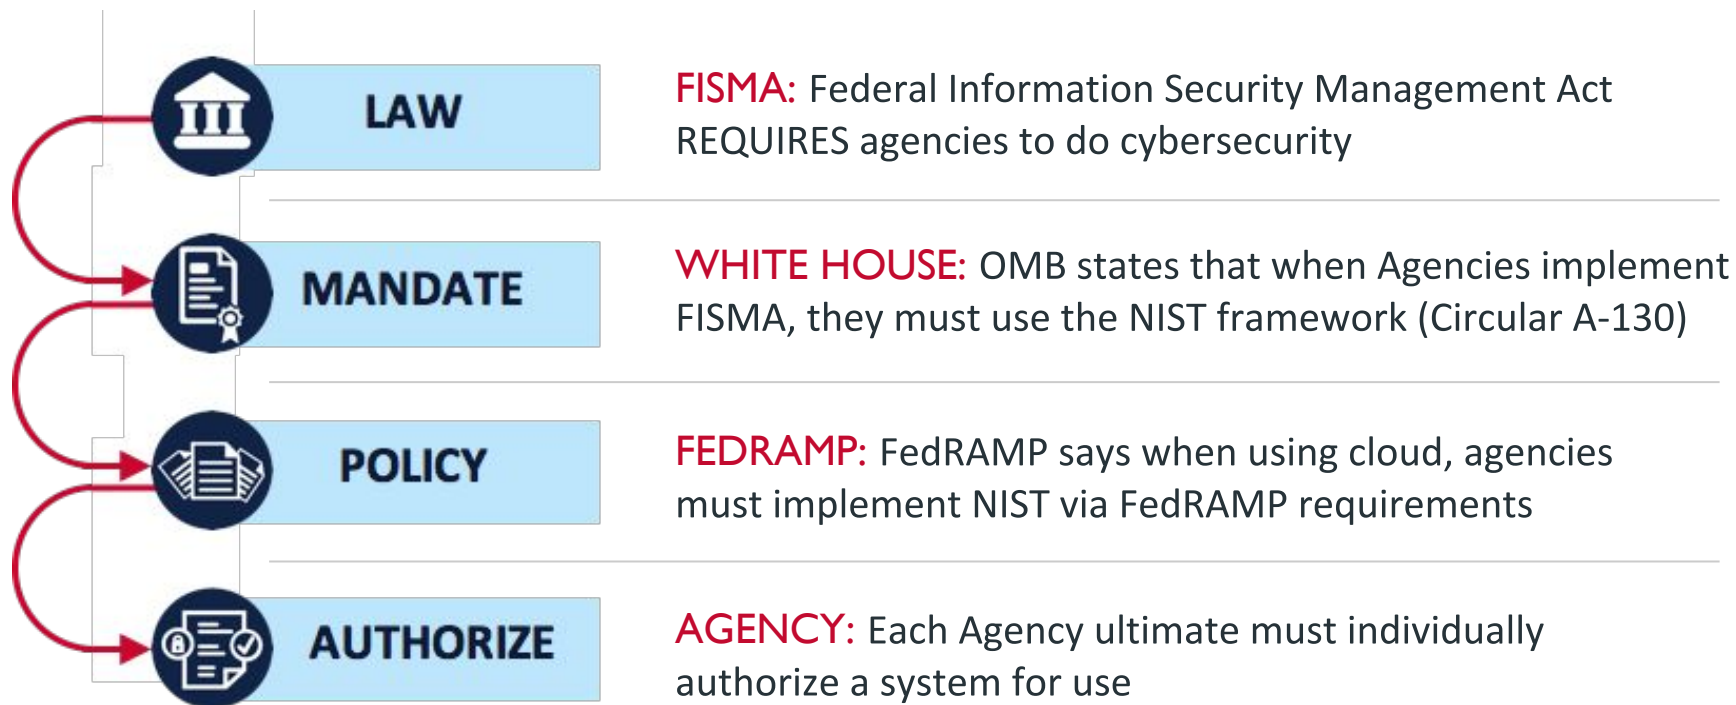 LAW
FISMA: Federal Information Security Management Act
REQUIRES agencies to do cybersecurity
MANDATE
WHITE HOUSE: OMB states that when Agencies implement
FISMA, they must use the NIST framework (Circular A-130)
POLICY
FEDRAMP: FedRAMP says when using cloud, agencies
must implement NIST via FedRAMP requirements
AUTHORIZE
AGENCY: Each Agency ultimate must individually
authorize a system for use